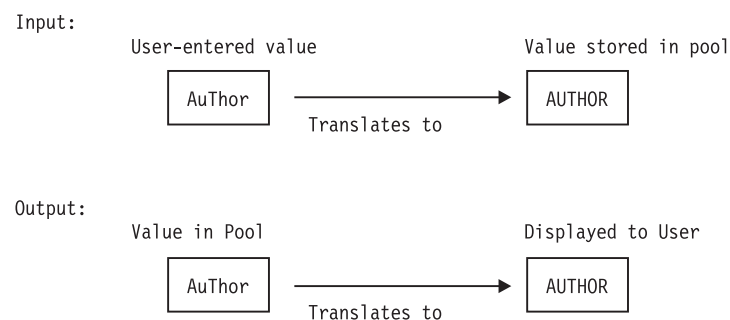 Input:
User-entered value    Value stored in pool
AuThor    AUTHOR
Translates to
Output:
Value in Pool    Displayed to User
AuThor    AUTHOR
Translates to